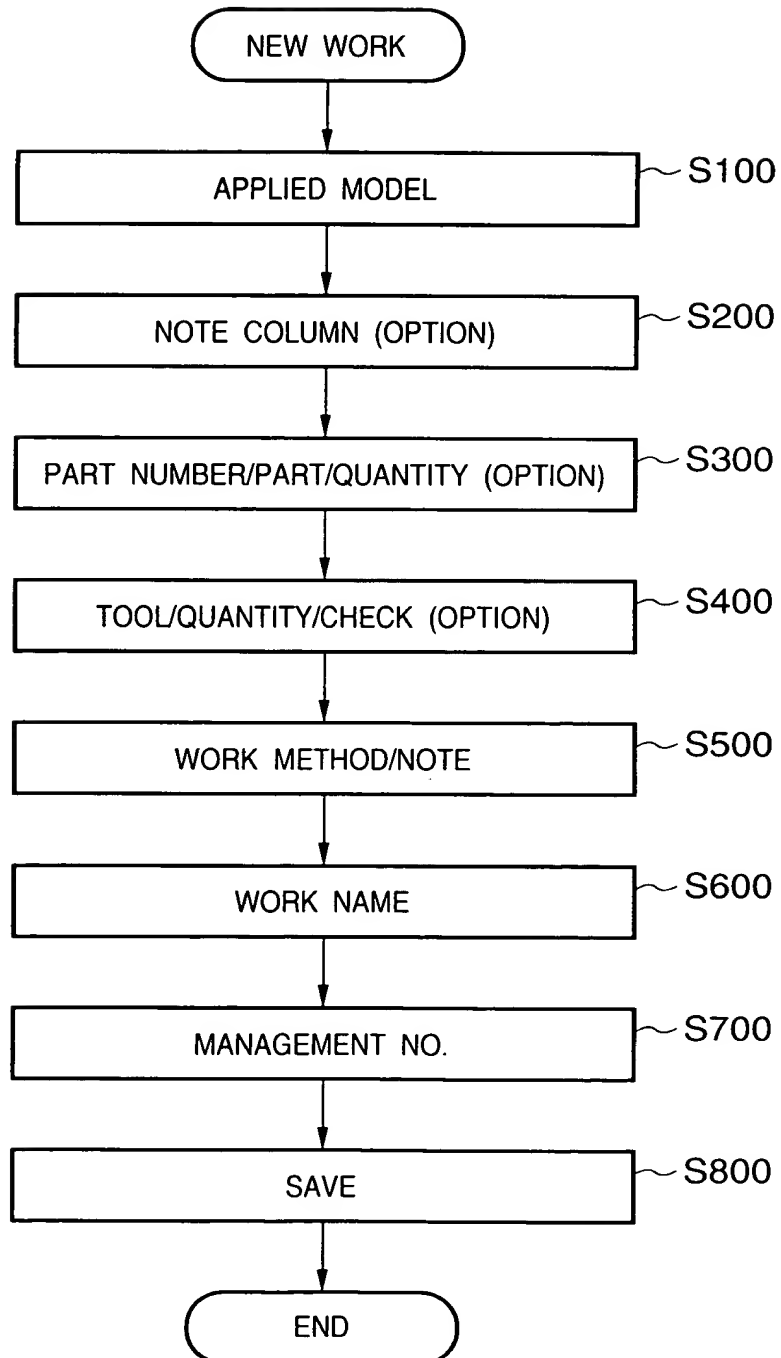 NEW WORK
APPLIED MODEL
S100
NOTE COLUMN (OPTION)
S200
PART NUMBER/PART/QUANTITY (OPTION)
S300
TOOL/QUANTITY/CHECK (OPTION)
S400
WORK METHOD/NOTE
S500
WORK NAME
S600
MANAGEMENT NO.
S700
SAVE
S800
END